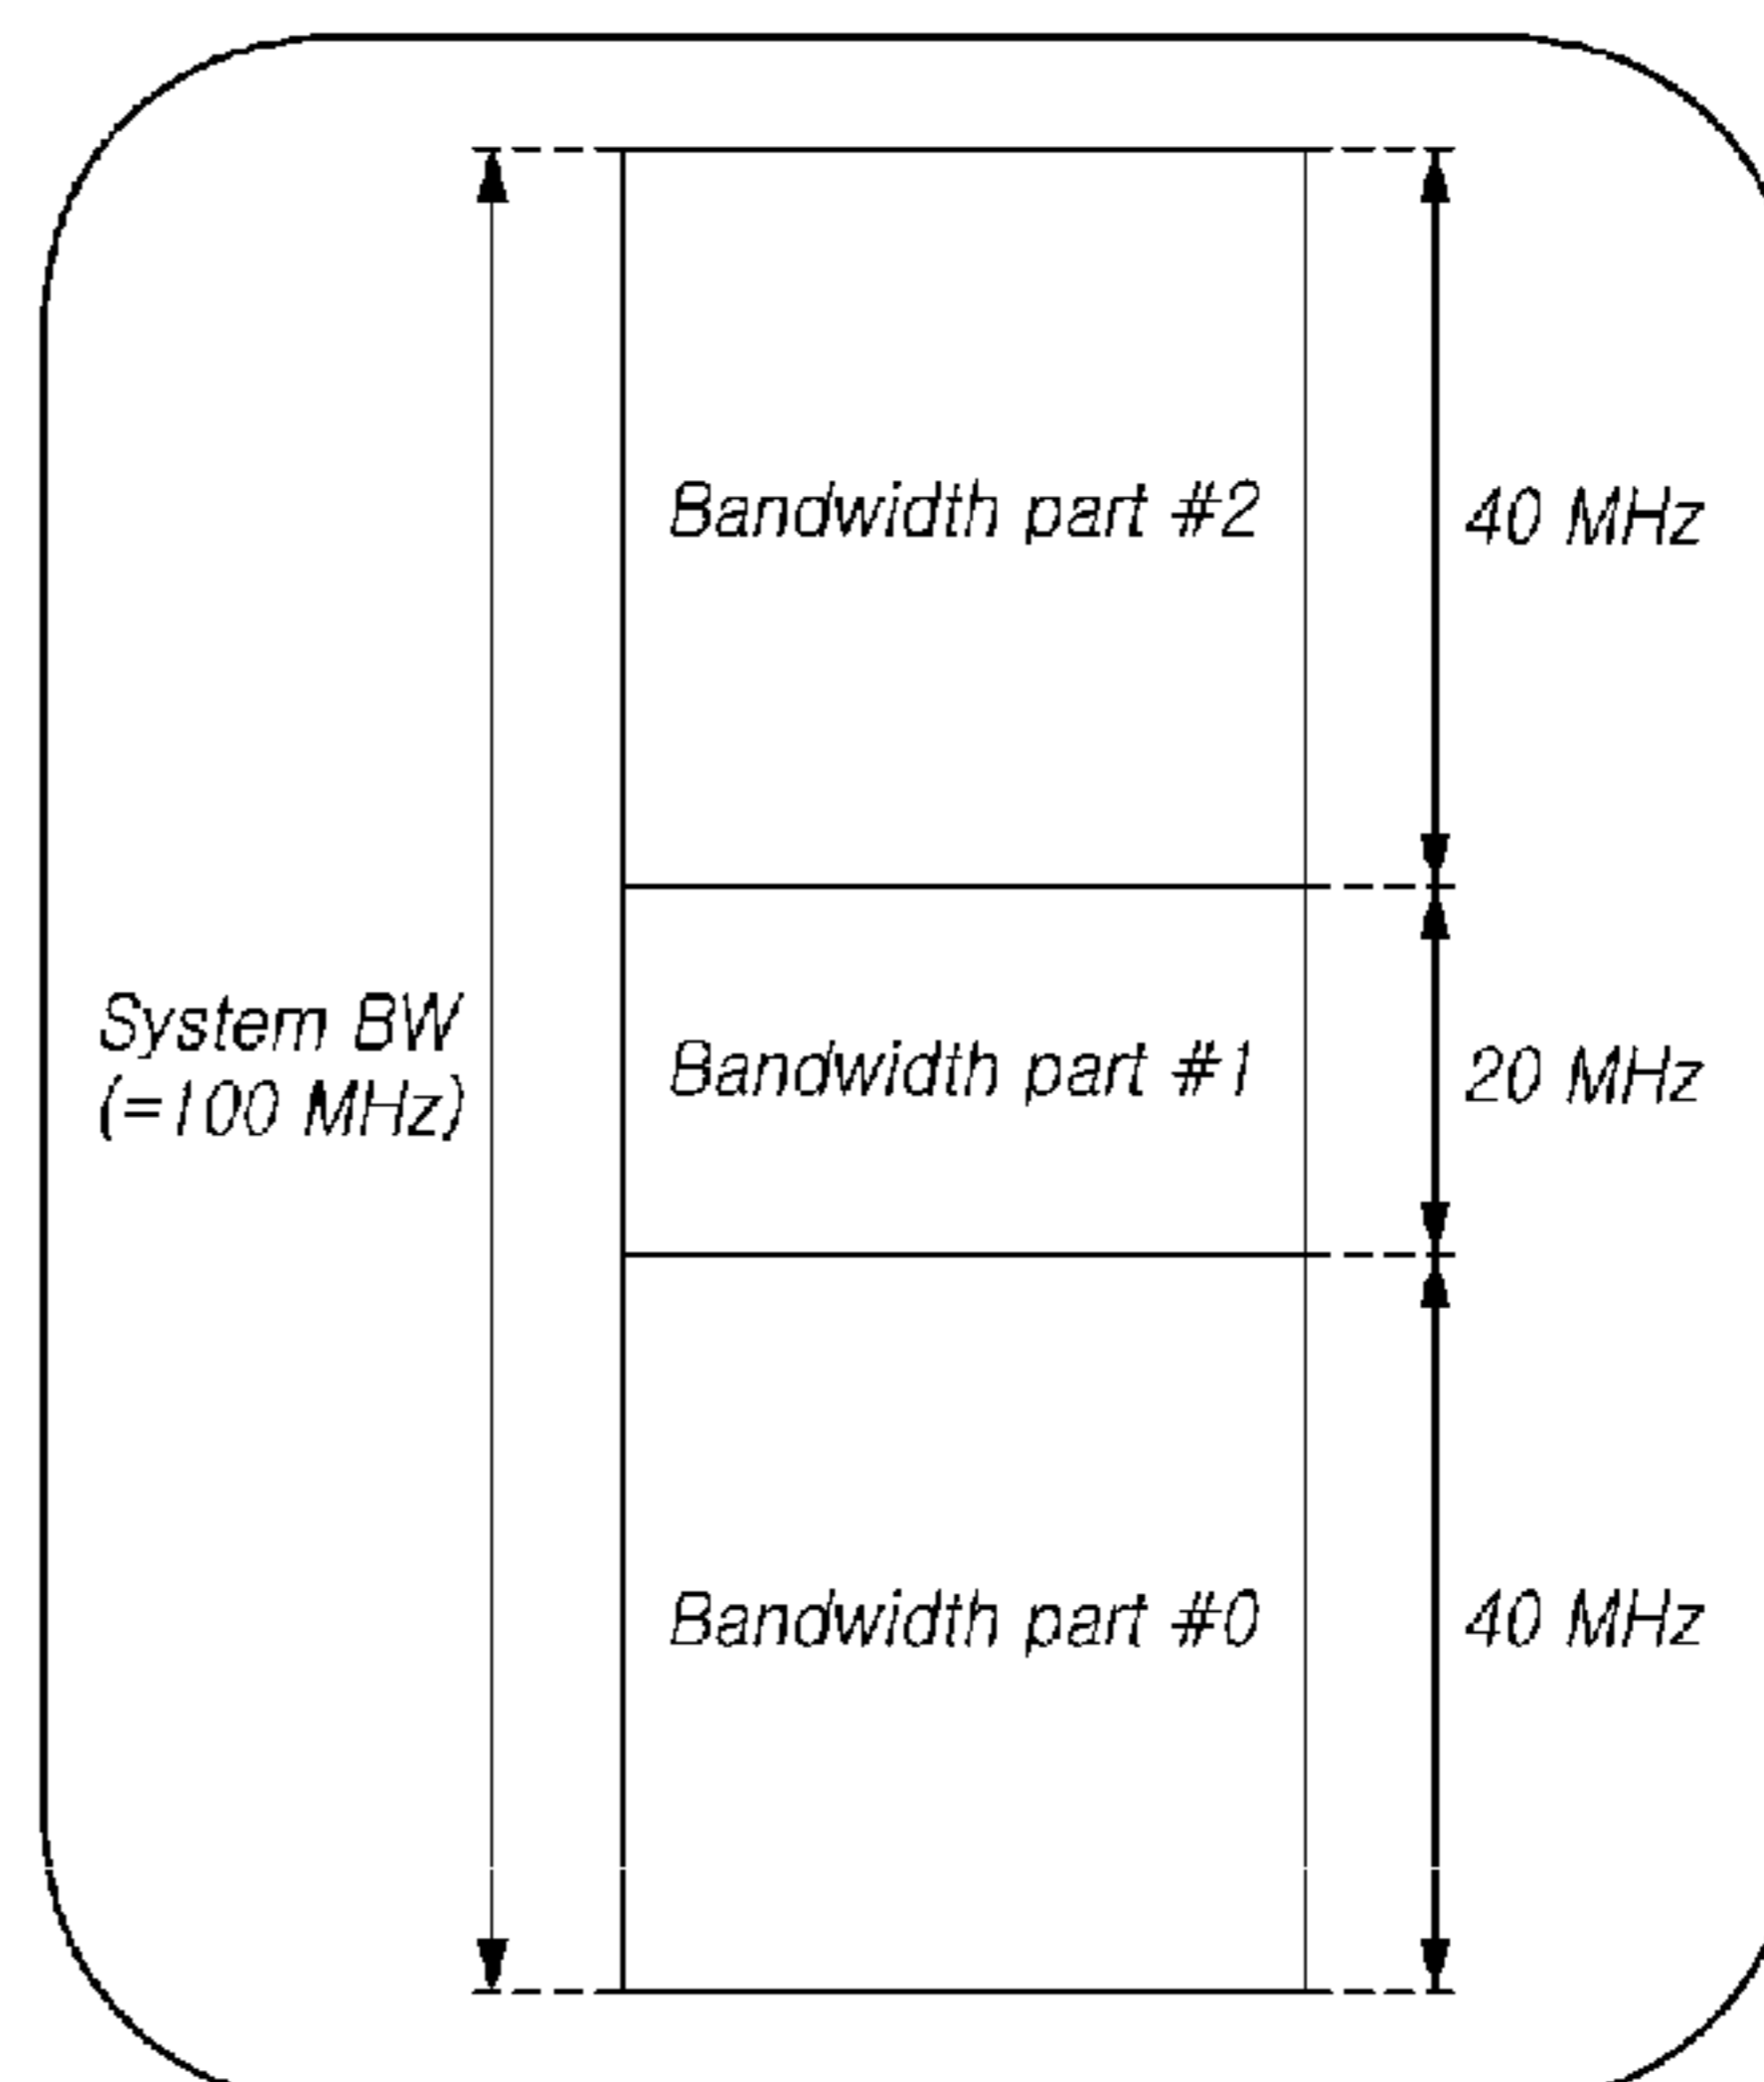 Bandwidth part #2
40 MHz
System BW
(=100 MHz)
Bandwidth part #1
20 MHz
Bandwidth part #0
40 MHz